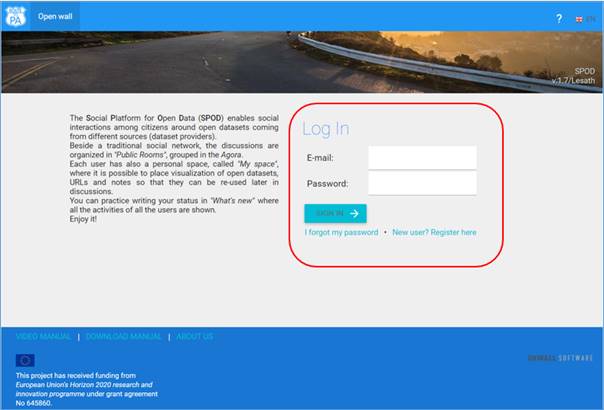 PA
Open wall
?
EN
SPOD
v.1.7/Lesath
The Social Platform for Open Data (SPOD) enables social
interactions among citizens around open datasets coming
from different sources (dataset providers).
Beside a traditional social network, the discussions are
organized in "Public Rooms", grouped in the Agora.
Each user has also a personal space, called "My space",
where it is possible to place visualization of open datasets,
URLs and notes so that they can be re-used later in
discussions.
You can practice writing your status in "What's new" where
all the activities of all the users are shown.
Enjoy it!
Log In
E-mail:
Password:
SIGN IN
I forgot my password • New user? Register here
VIDEO MANUAL | DOWNLOAD MANUAL | ABOUT US
SOFTWARE
This project has received funding from
European Union's Horizon 2020 research and
innovation programme under grant agreement
No 645860.